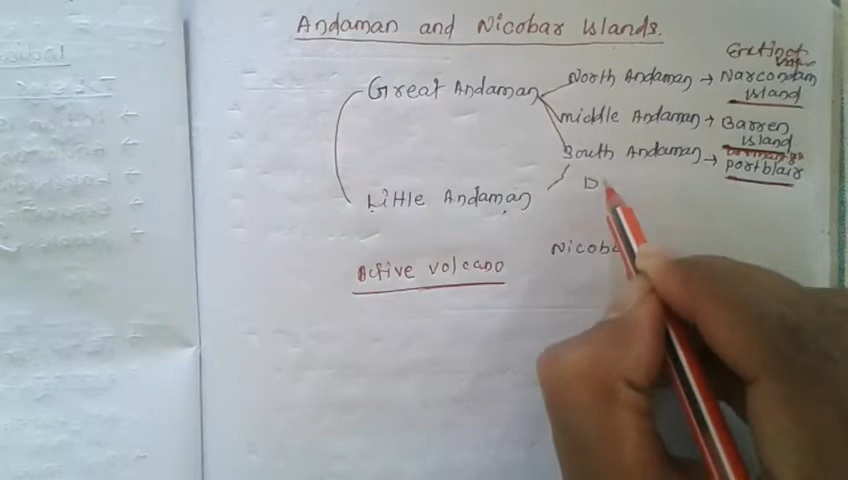 Andaman and Nicobar Islands.
Extinct
Great Andaman North Andaman → Narcondam
Island
middle Andaman → Barren
Island
South Andaman → Portblair
D
Little Andaman
Nicoba
Active volcano